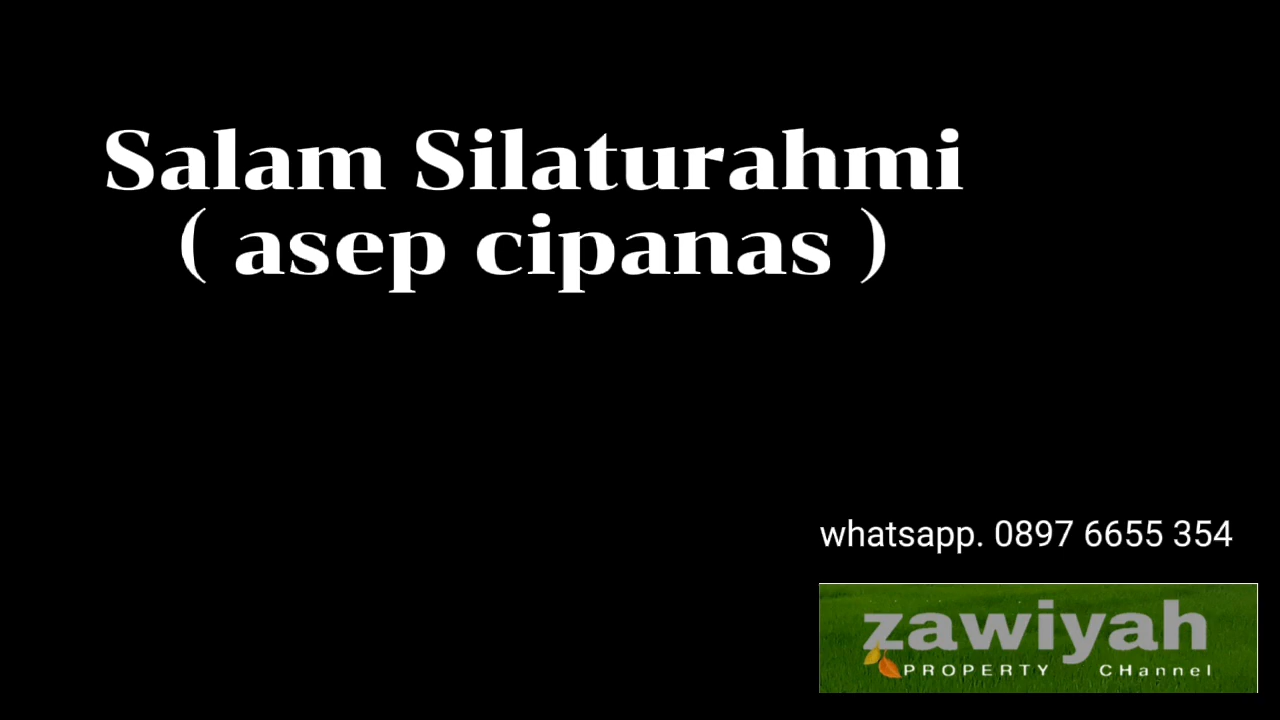 Salam Silaturahmi
( asep cipanas )
whatsapp. 0897 6655 354
zawiyah
PROPERTY CHannel